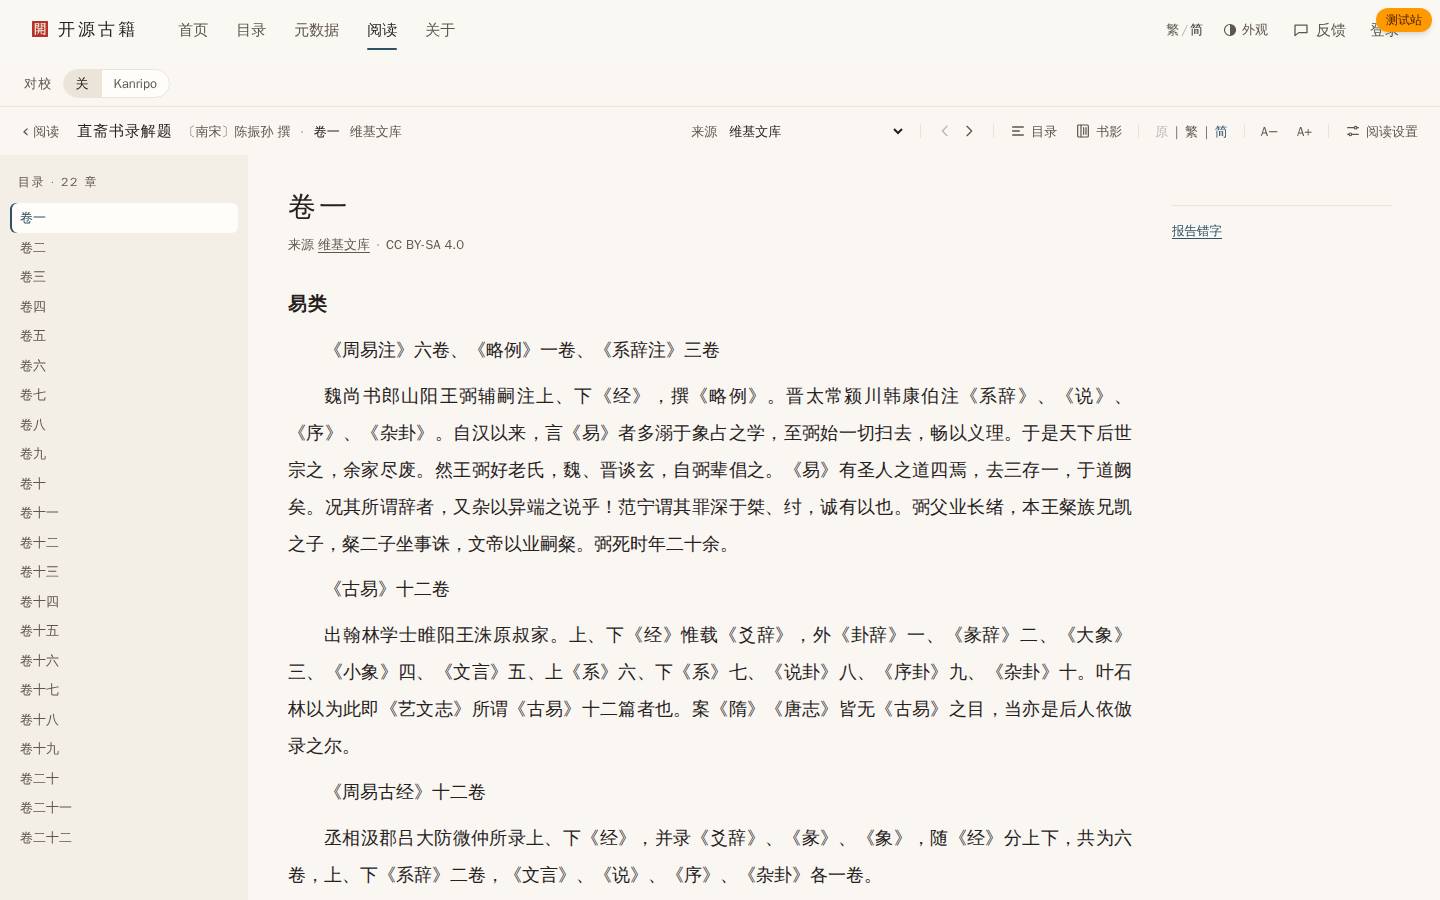 開 开源古籍 首页 目录 元数据 阅读 关于 繁 / 简 外观 反馈 测试站
对校 关 Kanripo
阅读 直斋书录解题 〔南宋〕陈振孙 撰 · 卷一 维基文库 来源 维基文库 目录 书影 原 | 繁 | 简 A− A+ 阅读设置
目录 · 22 章
卷一
卷二
卷三
卷四
卷五
卷六
卷七
卷八
卷九
卷十
卷十一
卷十二
卷十三
卷十四
卷十五
卷十六
卷十七
卷十八
卷十九
卷二十
卷二十一
卷二十二
卷一
来源 维基文库 · CC BY-SA 4.0
易类
《周易注》六卷、《略例》一卷、《系辞注》三卷
魏尚书郎山阳王弼辅嗣注上、下《经》，撰《略例》。晋太常颍川韩康伯注《系辞》、《说》、
《序》、《杂卦》。自汉以来，言《易》者多溺于象占之学，至弼始一切扫去，畅以义理。于是天下后世
宗之，余家尽废。然王弼好老氏，魏、晋谈玄，自弼辈倡之。《易》有圣人之道四焉，去三存一，于道阙
矣。况其所谓辞者，又杂以异端之说乎！范宁谓其罪深于桀、纣，诚有以也。弼父业长绪，本王粲族兄凯
之子，粲二子坐事诛，文帝以业嗣粲。弼死时年二十余。
《古易》十二卷
出翰林学士睢阳王洙原叔家。上、下《经》惟载《爻辞》，外《卦辞》一、《彖辞》二、《大象》
三、《小象》四、《文言》五、上《系》六、下《系》七、《说卦》八、《序卦》九、《杂卦》十。叶石
林以为此即《艺文志》所谓《古易》十二篇者也。案《隋》《唐志》皆无《古易》之目，当亦是后人依倣
录之尔。
《周易古经》十二卷
丞相汲郡吕大防微仲所录上、下《经》，并录《爻辞》、《彖》、《象》，随《经》分上下，共为六
卷，上、下《系辞》二卷，《文言》、《说》、《序》、《杂卦》各一卷。
报告错字